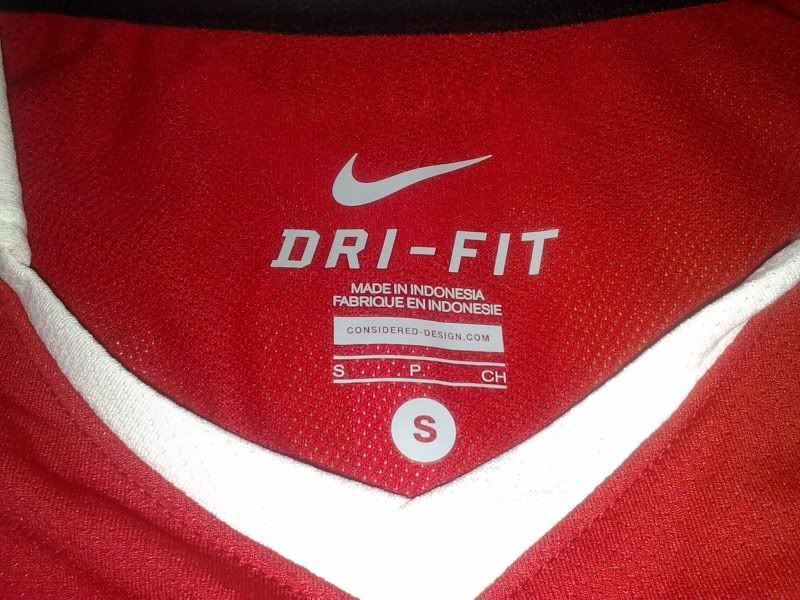 DRI-FIT
MADE IN INDONESIA
FABRIQUE EN INDONESIE
CONSIDERED-DESIGN.COM
S P CH
S